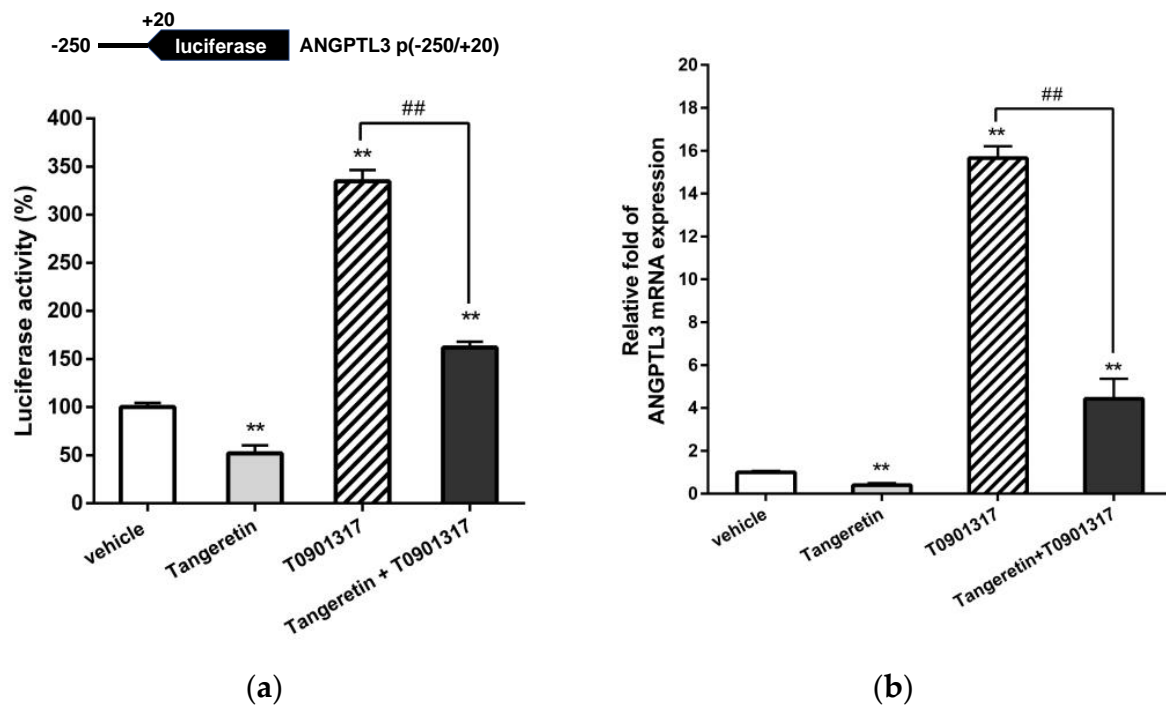 +20
-250 luciferase ANGPTL3 p(-250/+20)
Luciferase activity (%)
400
350
300
250
200
150
100
50
0
##
**
**
**
vehicle
Tangeretin
T0901317
Tangeretin + T0901317
(a)
Relative fold of
ANGPTL3 mRNA expression
20
18
16
14
12
10
8
6
4
2
0
##
**
**
**
vehicle
Tangeretin
T0901317
Tangeretin+T0901317
(b)